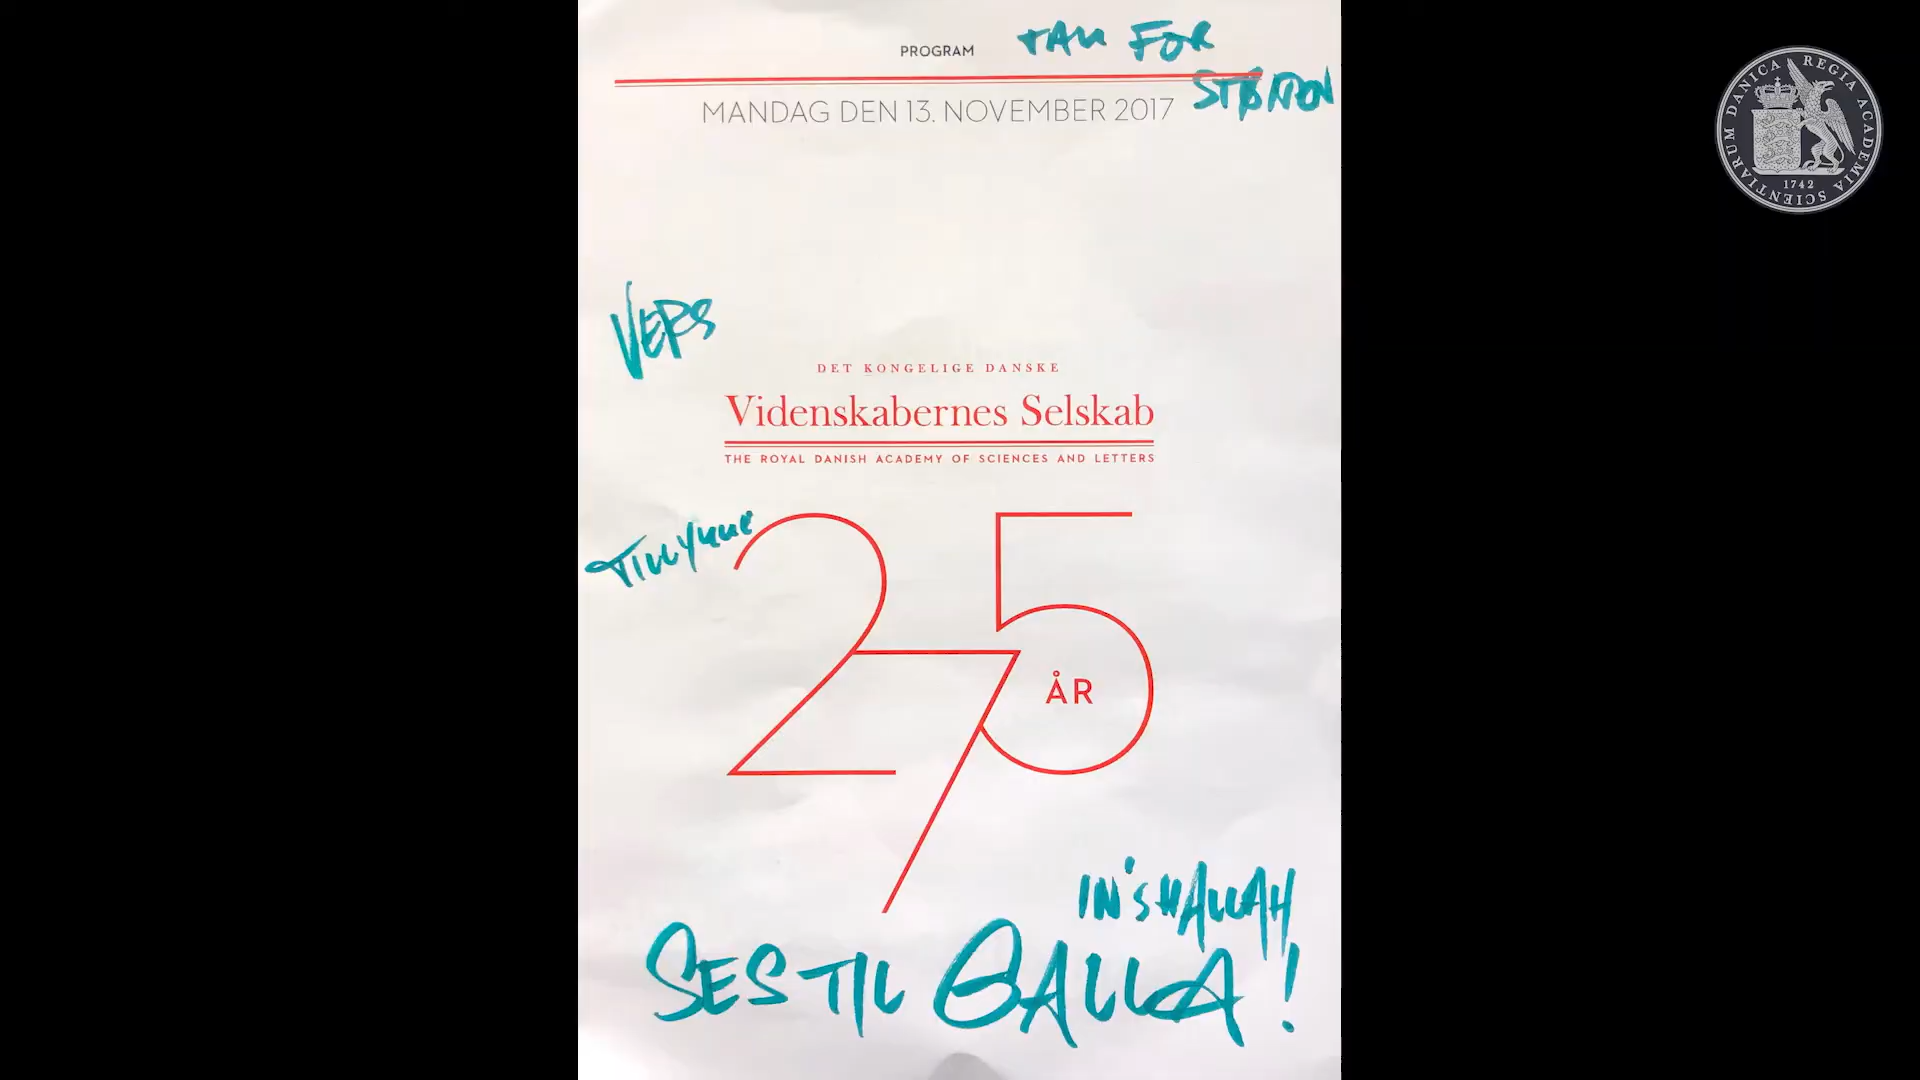 PROGRAM
TAK FOR
STØTTEN
MANDAG DEN 13. NOVEMBER 2017
VERS
DET KONGELIGE DANSKE
Videnskabernes Selskab
THE ROYAL DANISH ACADEMY OF SCIENCES AND LETTERS
TILLYKKE
275
ÅR
IN'SHALLAH
SES TIL GALLA!
REGIA ACADEMIA SCIENTIARUM DANICA
1742